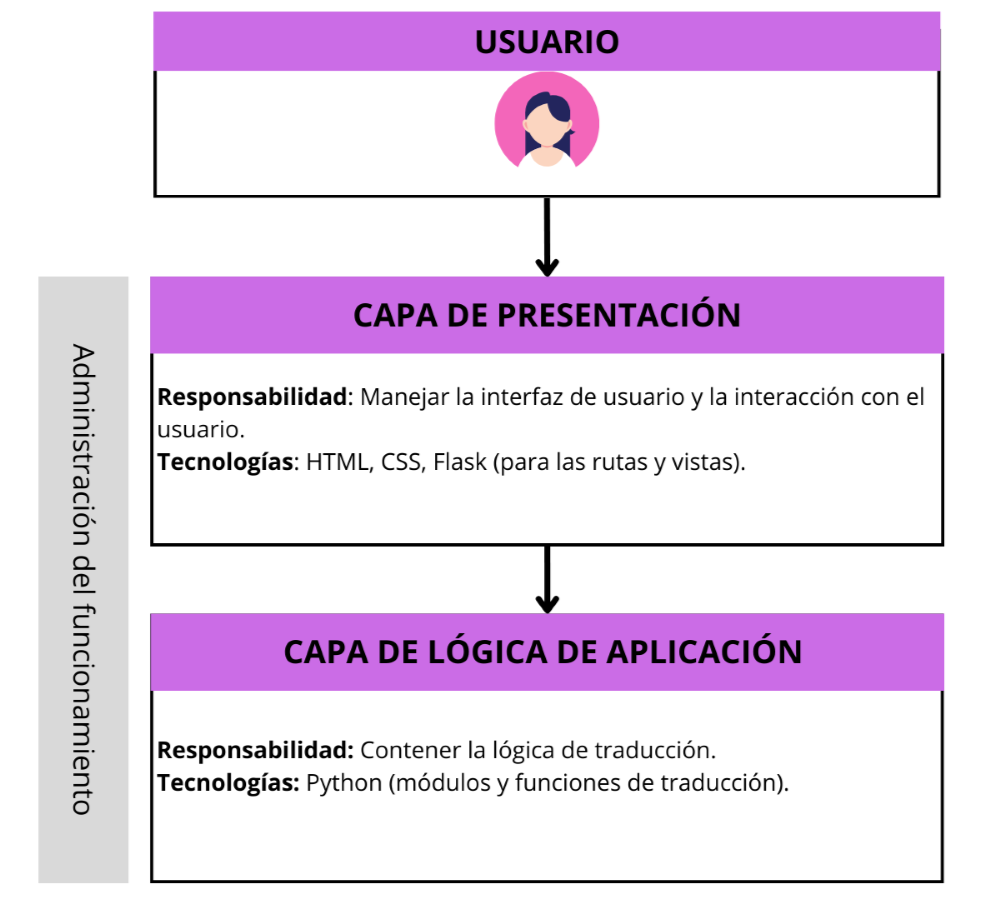 USUARIO
Administración del funcionamiento
CAPA DE PRESENTACIÓN
Responsabilidad: Manejar la interfaz de usuario y la interacción con el
usuario.
Tecnologías: HTML, CSS, Flask (para las rutas y vistas).
CAPA DE LÓGICA DE APLICACIÓN
Responsabilidad: Contener la lógica de traducción.
Tecnologías: Python (módulos y funciones de traducción).